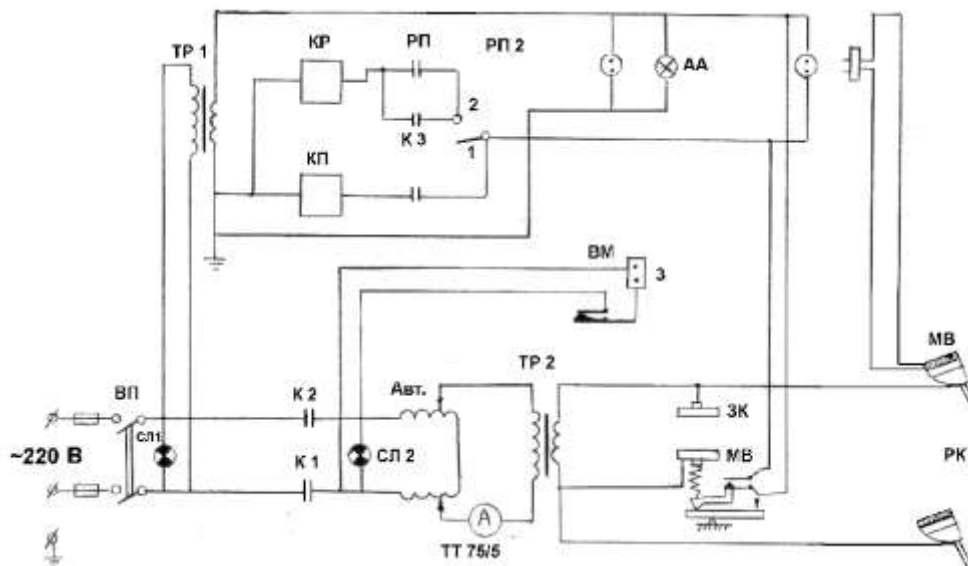 ТР 1
КР
РП
РП 2
АА
2
К 3
1
КП
ВМ
3
ТР 2
МВ
ВП
К 2
Авт.
ЗК
СЛ1
~220 В
СЛ 2
МВ
РК
К 1
А
ТТ 75/5